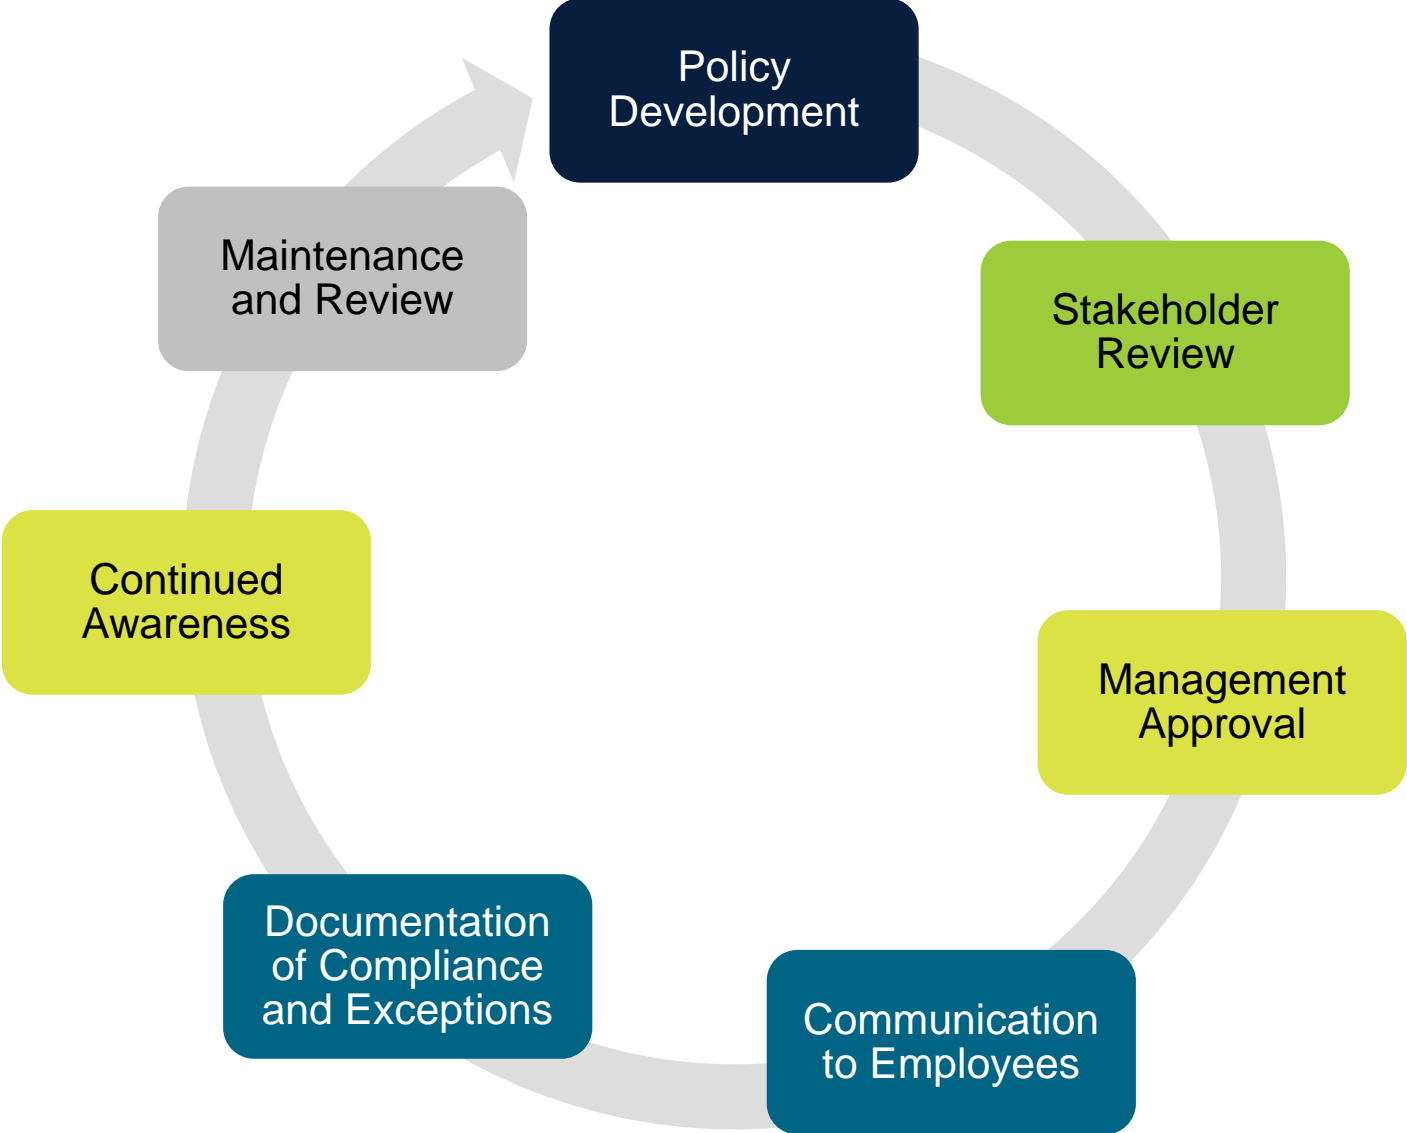 Policy
Development
Stakeholder
Review
Management
Approval
Communication
to Employees
Documentation
of Compliance
and Exceptions
Continued
Awareness
Maintenance
and Review